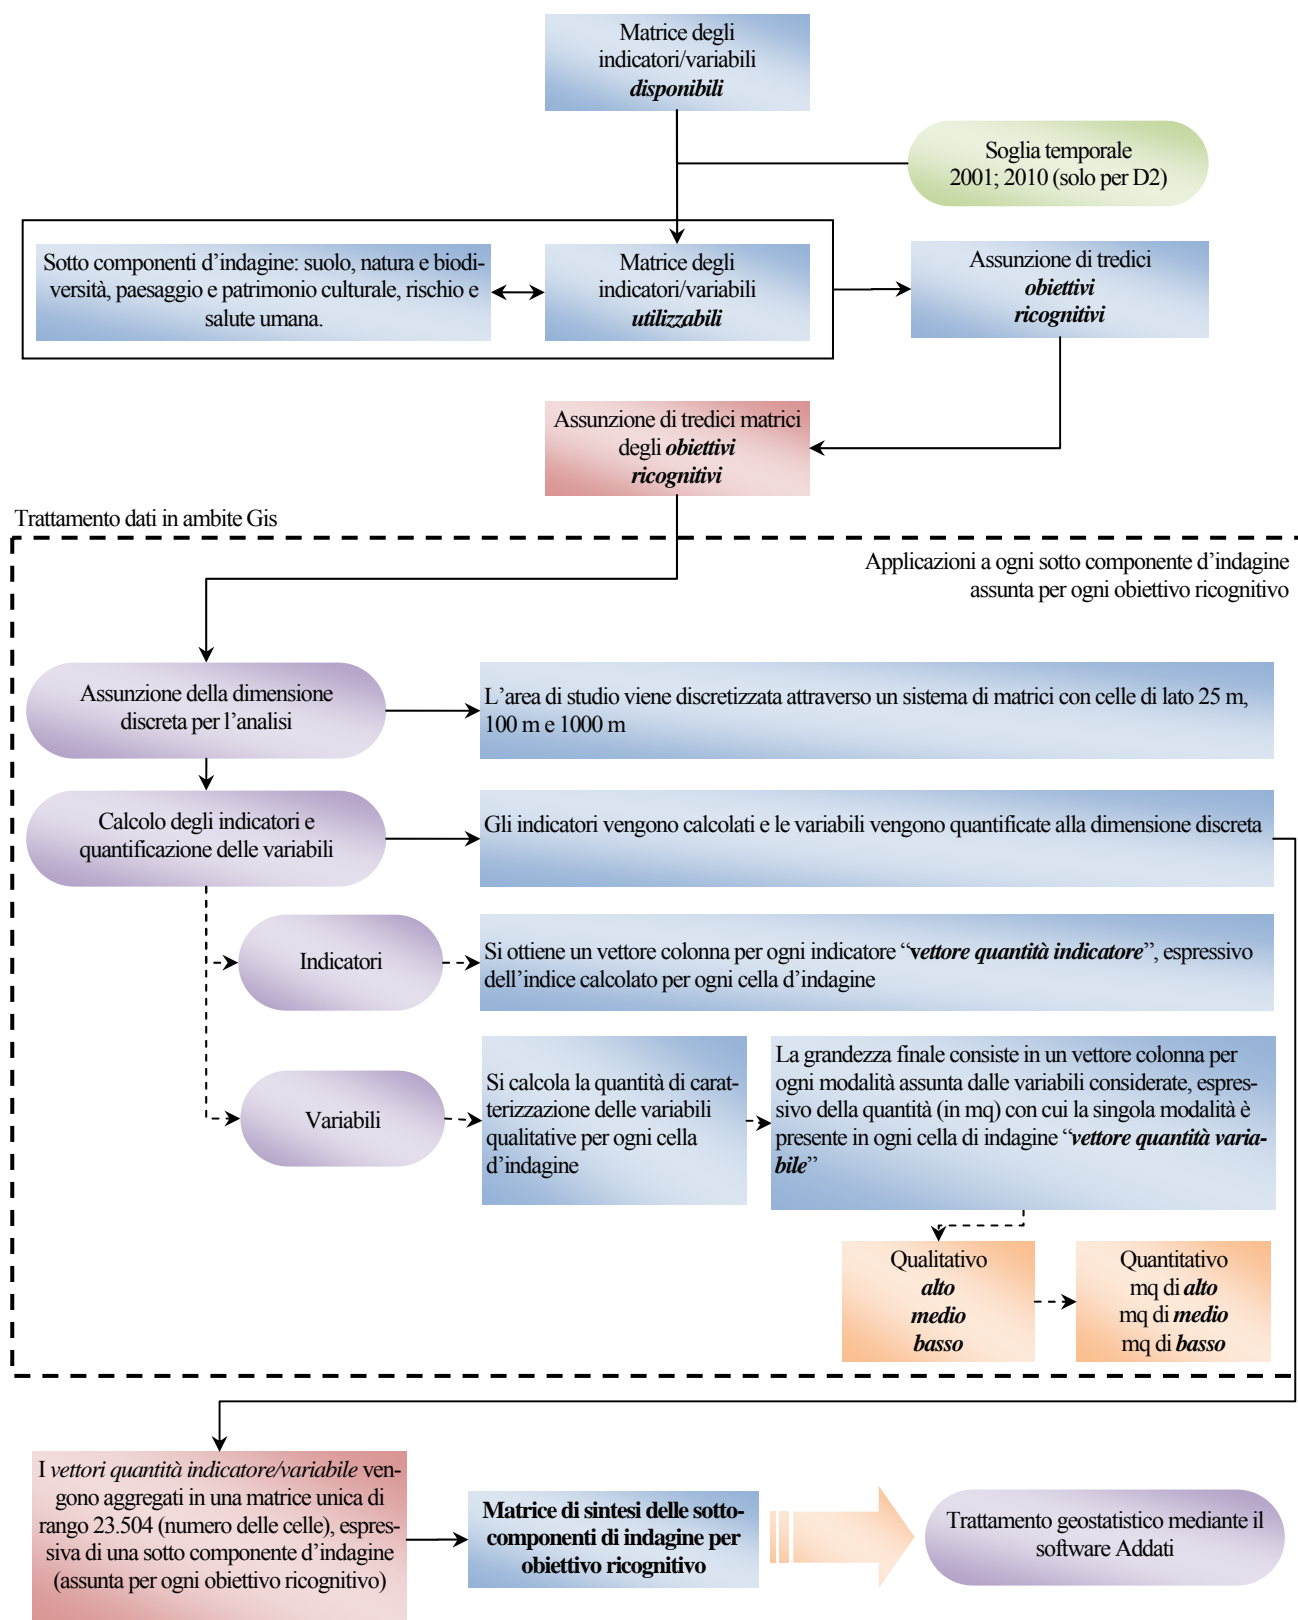 Matrice degli
indicatori/variabili
disponibili
Soglia temporale
2001; 2010 (solo per D2)
Sotto componenti d’indagine: suolo, natura e biodi-
versità, paesaggio e patrimonio culturale, rischio e
salute umana.
Matrice degli
indicatori/variabili
utilizzabili
Assunzione di tredici
obiettivi
ricognitivi
Assunzione di tredici matrici
degli obiettivi
ricognitivi
Trattamento dati in ambite Gis
Applicazioni a ogni sotto componente d’indagine
assunta per ogni obiettivo ricognitivo
Assunzione della dimensione
discreta per l’analisi
L’area di studio viene discretizzata attraverso un sistema di matrici con celle di lato 25 m,
100 m e 1000 m
Calcolo degli indicatori e
quantificazione delle variabili
Gli indicatori vengono calcolati e le variabili vengono quantificate alla dimensione discreta
Indicatori
Si ottiene un vettore colonna per ogni indicatore “vettore quantità indicatore”, espressivo
dell’indice calcolato per ogni cella d’indagine
Variabili
Si calcola la quantità di carat-
terizzazione delle variabili
qualitative per ogni cella
d’indagine
La grandezza finale consiste in un vettore colonna per
ogni modalità assunta dalle variabili considerate, espres-
sivo della quantità (in mq) con cui la singola modalità è
presente in ogni cella di indagine “vettore quantità varia-
bile”
Qualitativo
alto
medio
basso
Quantitativo
mq di alto
mq di medio
mq di basso
I vettori quantità indicatore/variabile ven-
gono aggregati in una matrice unica di
rango 23.504 (numero delle celle), espres-
siva di una sotto componente d’indagine
(assunta per ogni obiettivo ricognitivo)
Matrice di sintesi delle sotto-
componenti di indagine per
obiettivo ricognitivo
Trattamento geostatistico mediante il
software Addati